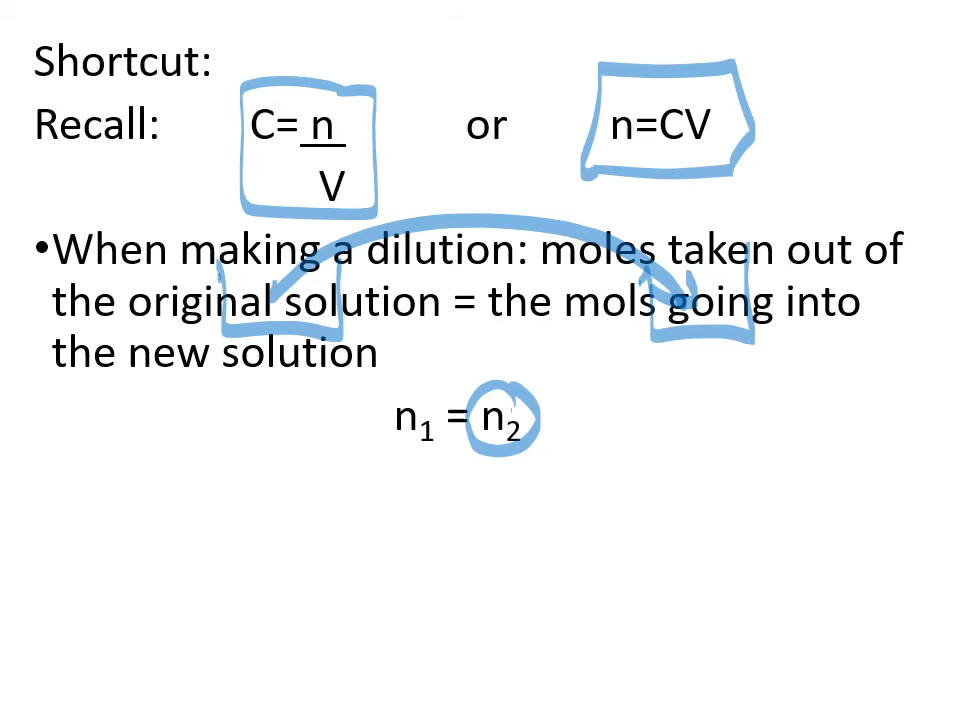 Shortcut:
Recall: C= n or n=CV
V
•When making a dilution: moles taken out of
the original solution = the mols going into
the new solution
n₁ = n₂